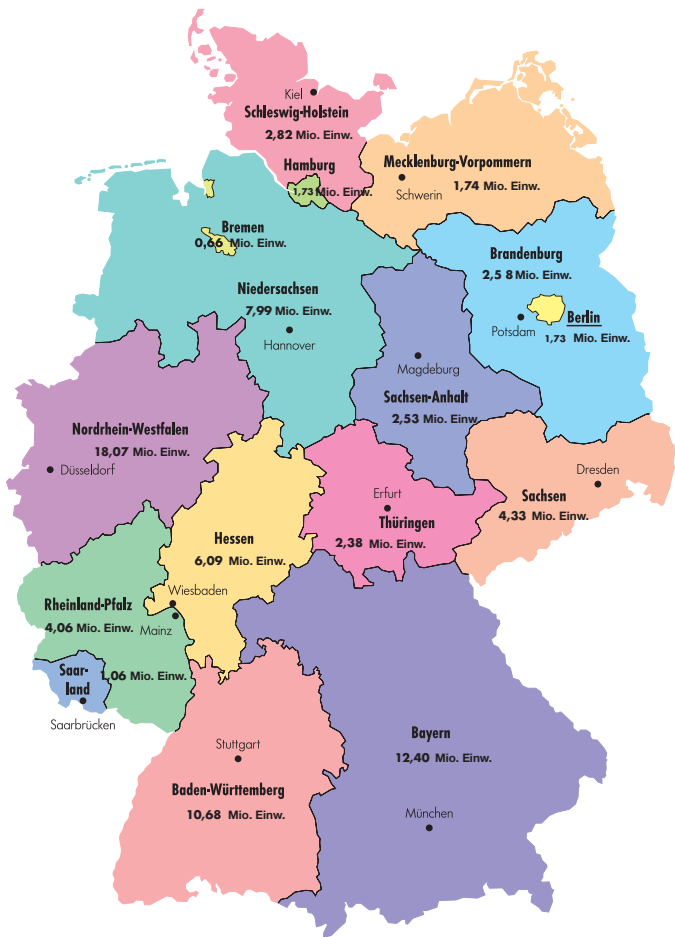 Kiel
Schleswig-Holstein
2,82 Mio. Einw.
Hamburg
1,73 Mio. Einw.
Mecklenburg-Vorpommern
Schwerin
1,74 Mio. Einw.
Bremen
0,66 Mio. Einw.
Niedersachsen
7,99 Mio. Einw.
Hannover
Brandenburg
2,5 8 Mio. Einw.
Potsdam
Berlin
1,73 Mio. Einw.
Magdeburg
Sachsen-Anhalt
2,53 Mio. Einw.
Nordrhein-Westfalen
18,07 Mio. Einw.
Düsseldorf
Dresden
Sachsen
4,33 Mio. Einw.
Erfurt
Thüringen
2,38 Mio. Einw.
Hessen
6,09 Mio. Einw.
Wiesbaden
Rheinland-Pfalz
4,06 Mio. Einw.
Mainz
Saar-
land
1,06 Mio. Einw.
Saarbrücken
Stuttgart
Baden-Württemberg
10,68 Mio. Einw.
Bayern
12,40 Mio. Einw.
München